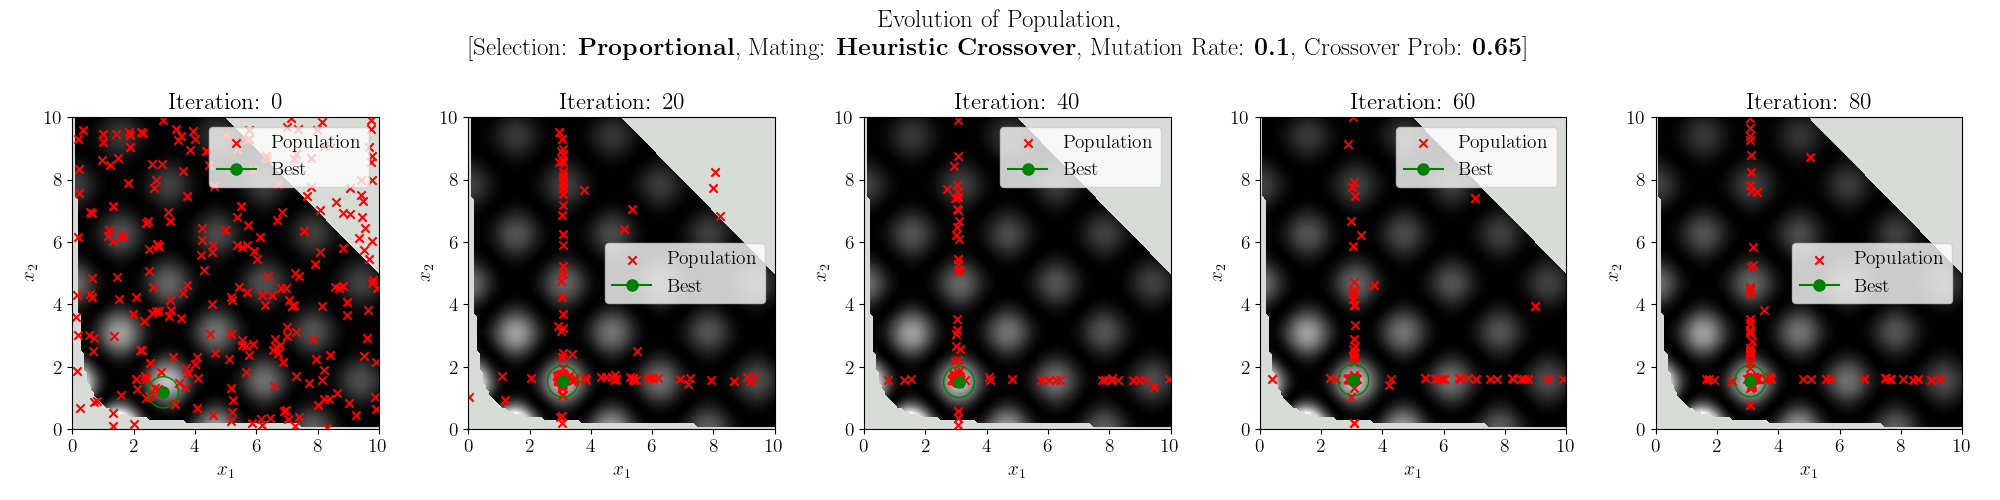 Evolution of Population,
[Selection: Proportional, Mating: Heuristic Crossover, Mutation Rate: 0.1, Crossover Prob: 0.65]
Iteration: 0
10
8
6
4
2
0
x2
0 2 4 6 8 10
x1
Population
Best
Iteration: 20
10
8
6
4
2
0
x2
0 2 4 6 8 10
x1
Population
Best
Iteration: 40
10
8
6
4
2
0
x2
0 2 4 6 8 10
x1
Population
Best
Iteration: 60
10
8
6
4
2
0
x2
0 2 4 6 8 10
x1
Population
Best
Iteration: 80
10
8
6
4
2
0
x2
0 2 4 6 8 10
x1
Population
Best